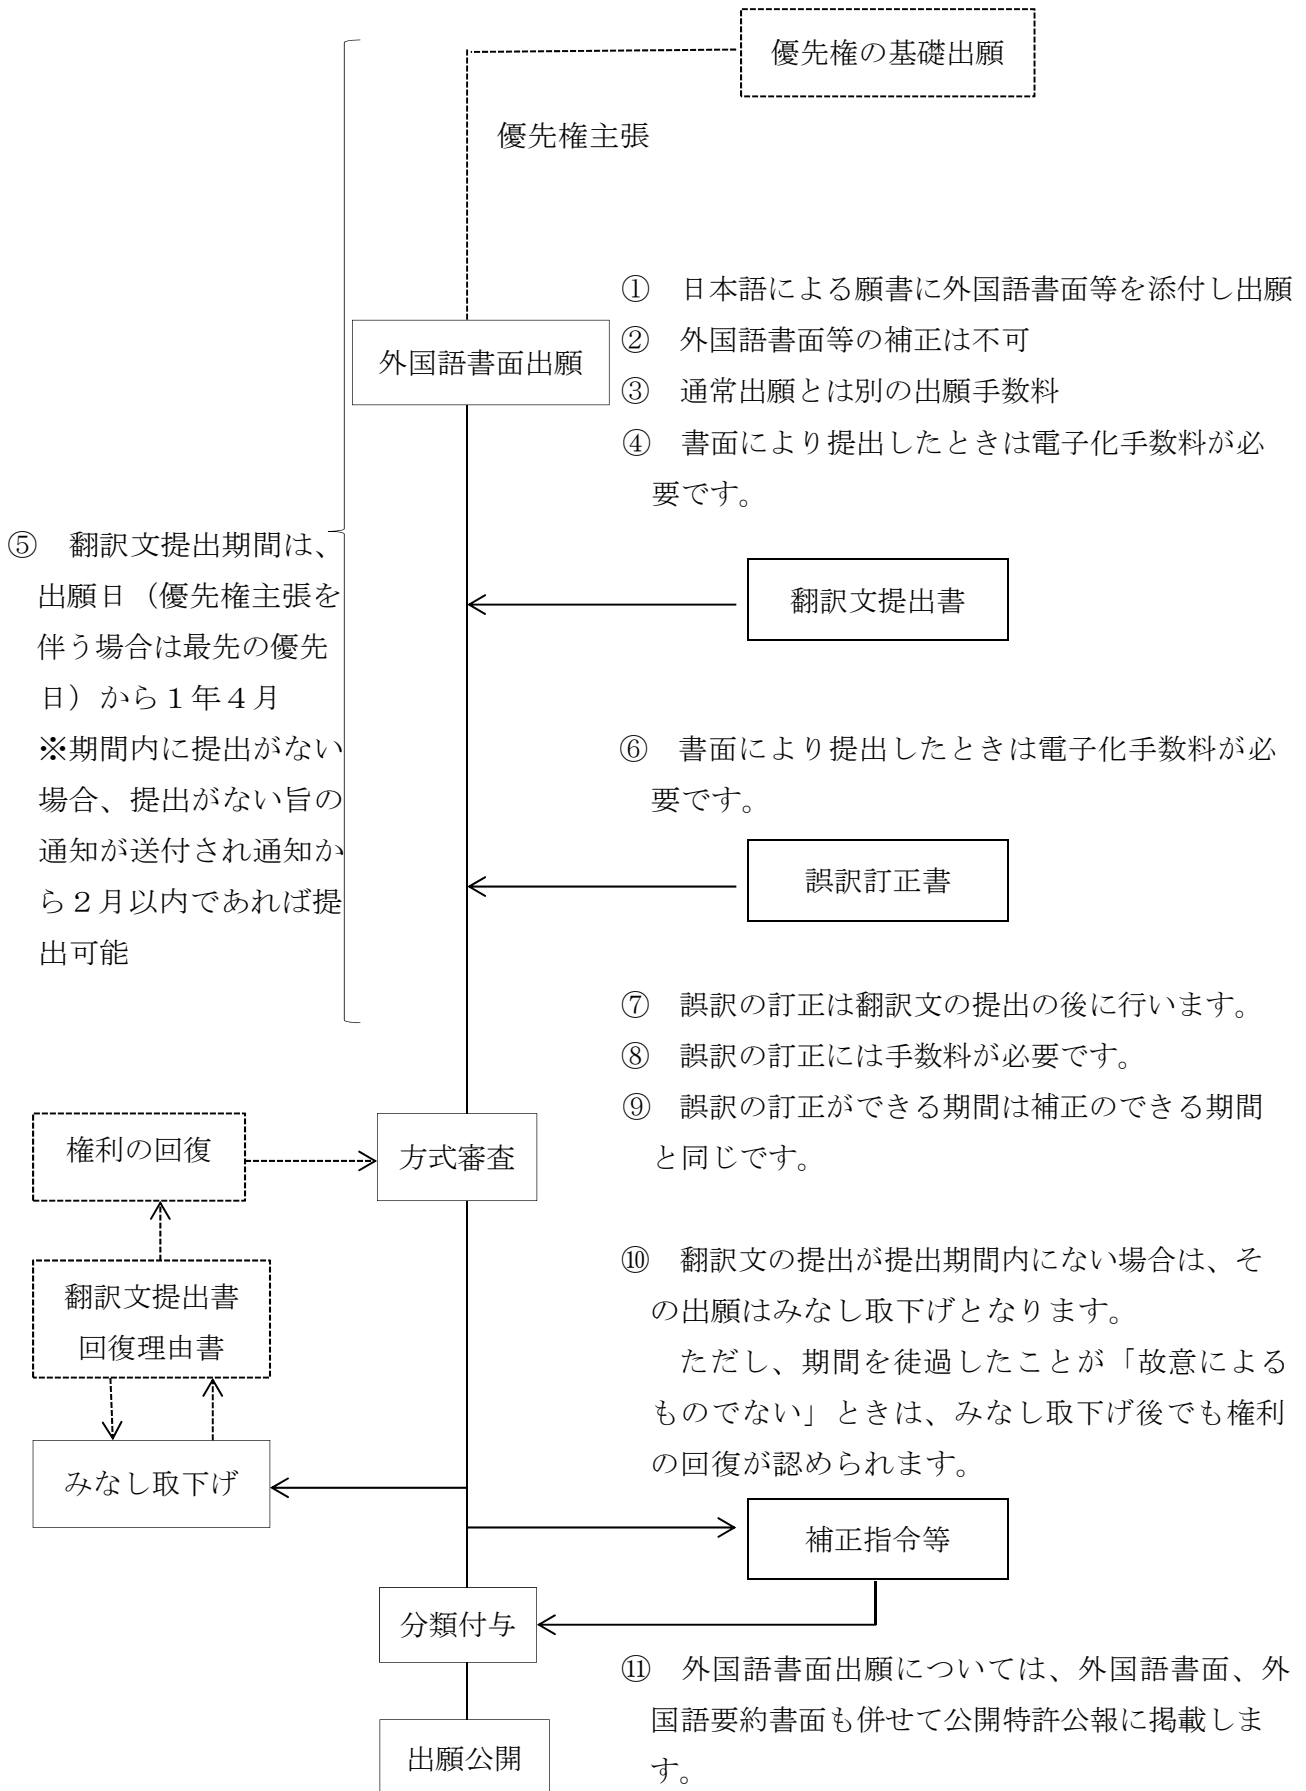 優先権の基礎出願
優先権主張
① 日本語による願書に外国語書面等を添付し出願
外国語書面出願
② 外国語書面等の補正は不可
③ 通常出願とは別の出願手数料
④ 書面により提出したときは電子化手数料が必
要です。
⑤ 翻訳文提出期間は、
出願日（優先権主張を
伴う場合は最先の優先
日）から１年４月
※期間内に提出がない
場合、提出がない旨の
通知が送付され通知か
ら２月以内であれば提
出可能
翻訳文提出書
⑥ 書面により提出したときは電子化手数料が必
要です。
誤訳訂正書
⑦ 誤訳の訂正は翻訳文の提出の後に行います。
⑧ 誤訳の訂正には手数料が必要です。
⑨ 誤訳の訂正ができる期間は補正のできる期間
と同じです。
権利の回復
方式審査
翻訳文提出書
回復理由書
⑩ 翻訳文の提出が提出期間内にない場合は、そ
の出願はみなし取下げとなります。
ただし、期間を徒過したことが「故意による
ものでない」ときは、みなし取下げ後でも権利
の回復が認められます。
みなし取下げ
補正指令等
分類付与
⑪ 外国語書面出願については、外国語書面、外
国語要約書面も併せて公開特許公報に掲載しま
す。
出願公開